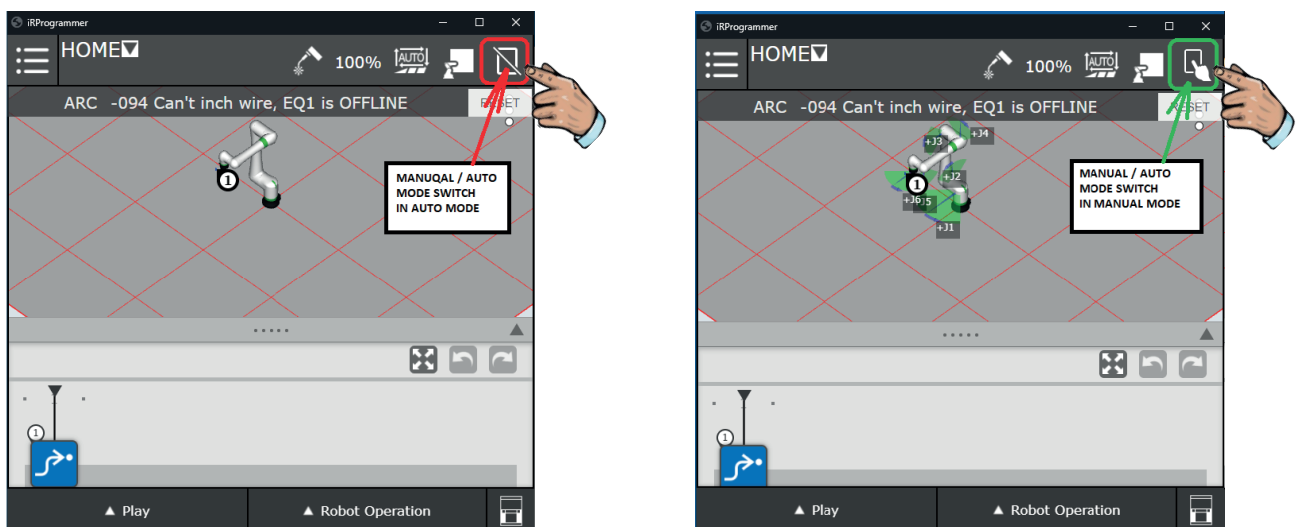 iRProgrammer
HOME
100%
AUTO
ARC -094 Can't inch wire, EQ1 is OFFLINE
RESET
1
MANUQAL / AUTO
MODE SWITCH
IN AUTO MODE
1
Play
Robot Operation
iRProgrammer
HOME
100%
AUTO
ARC -094 Can't inch wire, EQ1 is OFFLINE
RESET
+J3
+J4
1
+J2
+J6
J5
+J1
MANUAL / AUTO
MODE SWITCH
IN MANUAL MODE
1
Play
Robot Operation